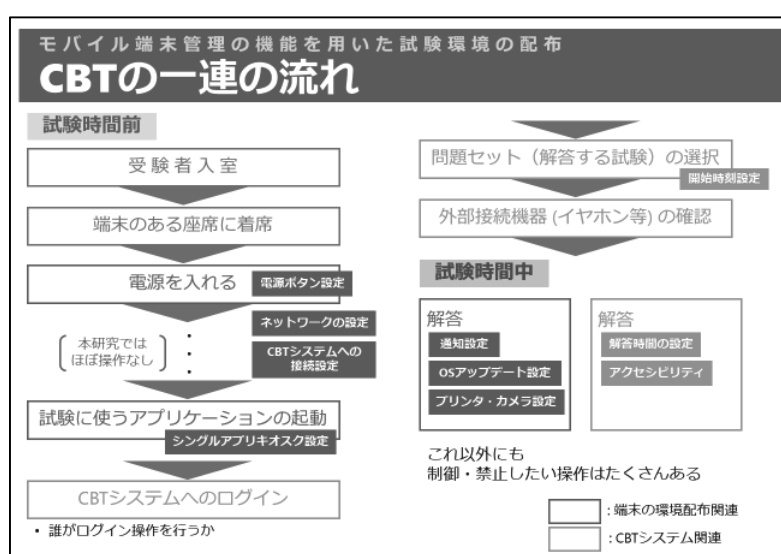 モバイル端末管理の機能を用いた試験環境の配布
CBTの一連の流れ
試験時間前
受験者入室
端末のある座席に着席
電源を入れる
電源ボタン設定
ネットワークの設定
本研究では
ほぼ操作なし
CBTシステムへの
接続設定
試験に使うアプリケーションの起動
シングルアプリキオスク設定
CBTシステムへのログイン
・誰がログイン操作を行うか
問題セット（解答する試験）の選択
開始時刻設定
外部接続機器 (イヤホン等) の確認
試験時間中
解答
通知設定
OSアップデート設定
プリンタ・カメラ設定
解答
解答時間の設定
アクセシビリティ
これ以外にも
制御・禁止したい操作はたくさんある
：端末の環境配布関連
：CBTシステム関連